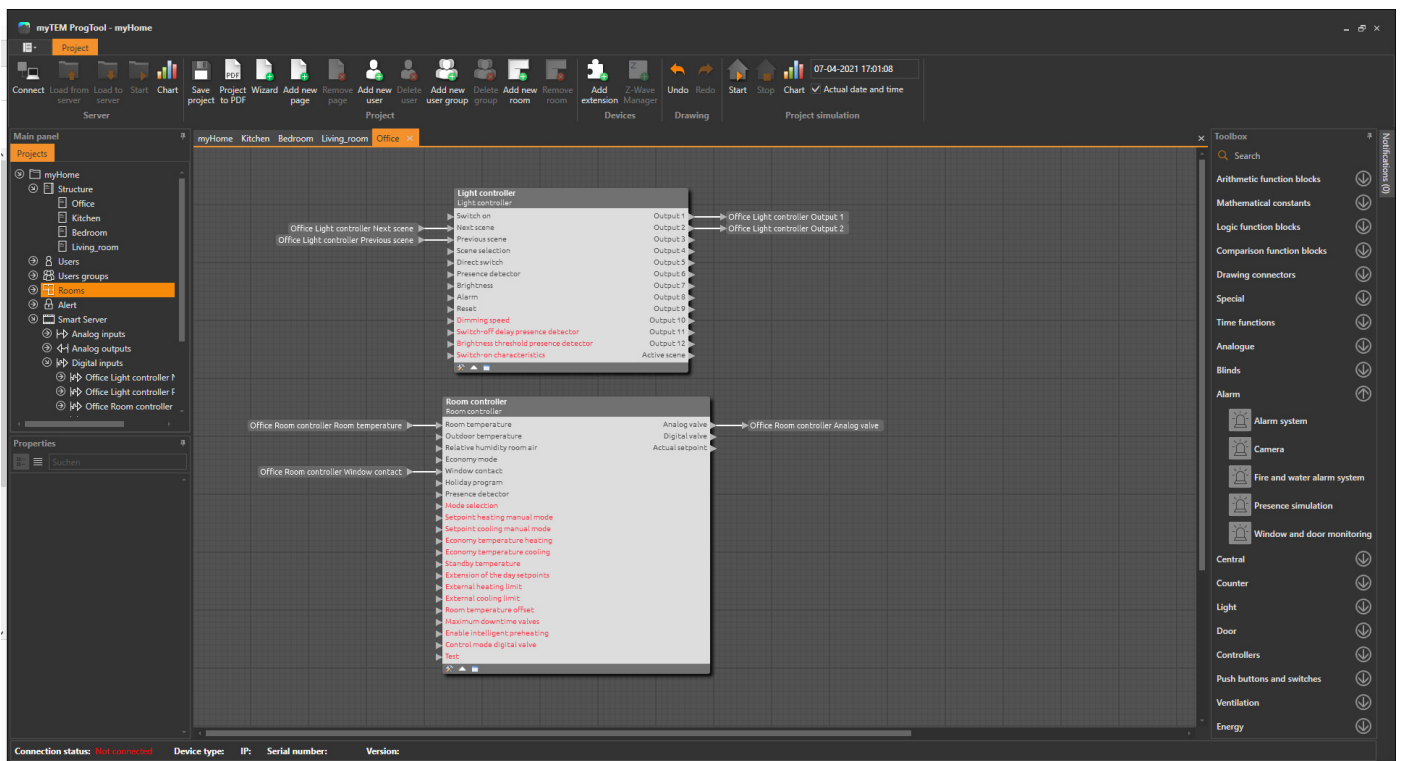 myTEM ProgTool - myHome
Project
Connect
Load from server
Load to server
Start
Chart
Save project
PDF
Project to PDF
Wizard
Add new page
Remove page
Add new user
Delete user
Add new user group
Delete group
Add new room
Remove room
Add extension
Z-Wave Manager
Undo
Redo
Start
Stop
Chart
07-04-2021 17:01:08
Actual date and time
Server
Project
Devices
Drawing
Project simulation
Main panel
Projects
myHome
Structure
Office
Kitchen
Bedroom
Living_room
Users
Users groups
Rooms
Alert
Smart Server
Analog inputs
Analog outputs
Digital inputs
Office Light controller N
Office Light controller P
Office Room controller
Properties
Suchen
myHome Kitchen Bedroom Living_room Office
Light controller
Light controller
Switch on Output 1
Next scene Output 2
Previous scene Output 3
Scene selection Output 4
Direct switch Output 5
Presence detector Output 6
Brightness Output 7
Alarm Output 8
Reset Output 9
Dimming speed Output 10
Switch-off delay presence detector Output 11
Brightness threshold presence detector Output 12
Switch-on characteristics Active scene
Office Light controller Next scene
Office Light controller Previous scene
Office Light controller Output 1
Office Light controller Output 2
Room controller
Room controller
Room temperature Analog valve
Outdoor temperature Digital valve
Relative humidity room air Actual setpoint
Economy mode
Window contact
Holiday program
Presence detector
Mode selection
Setpoint heating manual mode
Setpoint cooling manual mode
Economy temperature heating
Economy temperature cooling
Standby temperature
Extension of the day setpoints
External heating limit
External cooling limit
Room temperature offset
Maximum downtime valves
Enable intelligent preheating
Control mode digital valve
Test
Office Room controller Room temperature
Office Room controller Window contact
Office Room controller Analog valve
Toolbox
Search
Arithmetic function blocks
Mathematical constants
Logic function blocks
Comparison function blocks
Drawing connectors
Special
Time functions
Analogue
Blinds
Alarm
Alarm system
Camera
Fire and water alarm system
Presence simulation
Window and door monitoring
Central
Counter
Light
Door
Controllers
Push buttons and switches
Ventilation
Energy
Notifications (0)
Connection status: Not connected Device type: IP: Serial number: Version: